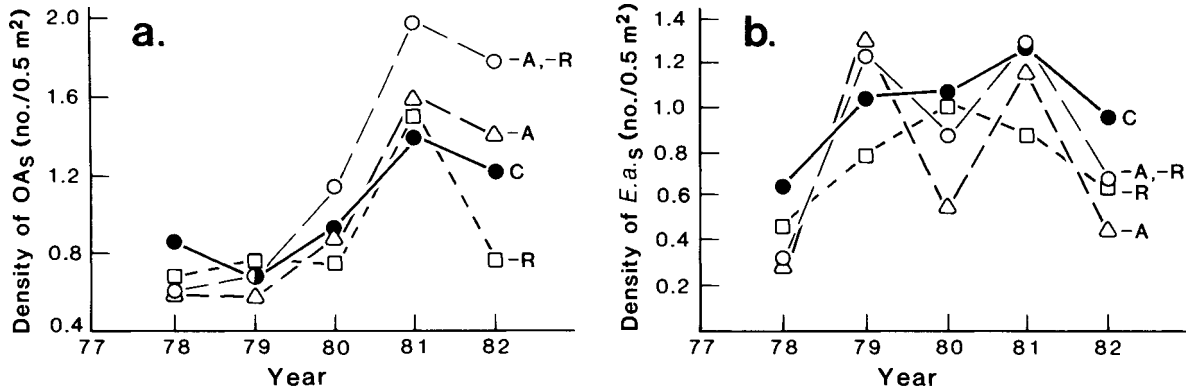 a.
Density of OAs (no./0.5 m²)
2.0
1.6
1.2
0.8
0.4
77 78 79 80 81 82
Year
-A,-R
-A
C
-R
b.
Density of E.a.s (no./0.5 m²)
1.4
1.2
1.0
0.8
0.6
0.4
0.2
77 78 79 80 81 82
Year
C
-A,-R
-R
-A